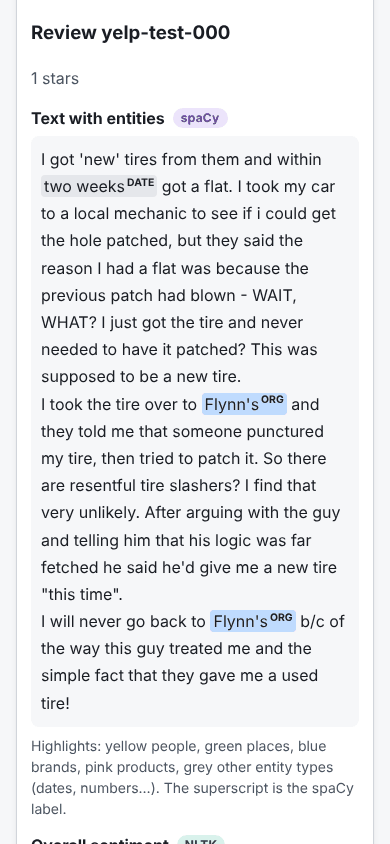 Review yelp-test-000
1 stars
Text with entities spaCy
I got 'new' tires from them and within
two weeks DATE got a flat. I took my car
to a local mechanic to see if i could get
the hole patched, but they said the
reason I had a flat was because the
previous patch had blown - WAIT,
WHAT? I just got the tire and never
needed to have it patched? This was
supposed to be a new tire.
I took the tire over to Flynn's ORG and
they told me that someone punctured
my tire, then tried to patch it. So there
are resentful tire slashers? I find that
very unlikely. After arguing with the guy
and telling him that his logic was far
fetched he said he'd give me a new tire
"this time".
I will never go back to Flynn's ORG b/c of
the way this guy treated me and the
simple fact that they gave me a used
tire!
Highlights: yellow people, green places, blue
brands, pink products, grey other entity types
(dates, numbers...). The superscript is the spaCy
label.
Overall sentiment NLTK